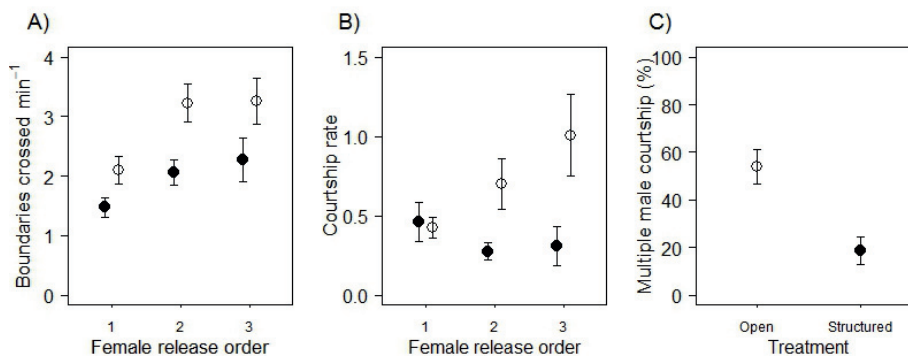 A)
Boundaries crossed min⁻¹
4
3
2
1
0
1 2 3
Female release order
B)
Courtship rate
1.5
1.0
0.5
0.0
1 2 3
Female release order
C)
Multiple male courtship (%)
100
80
60
40
20
0
Open Structured
Treatment